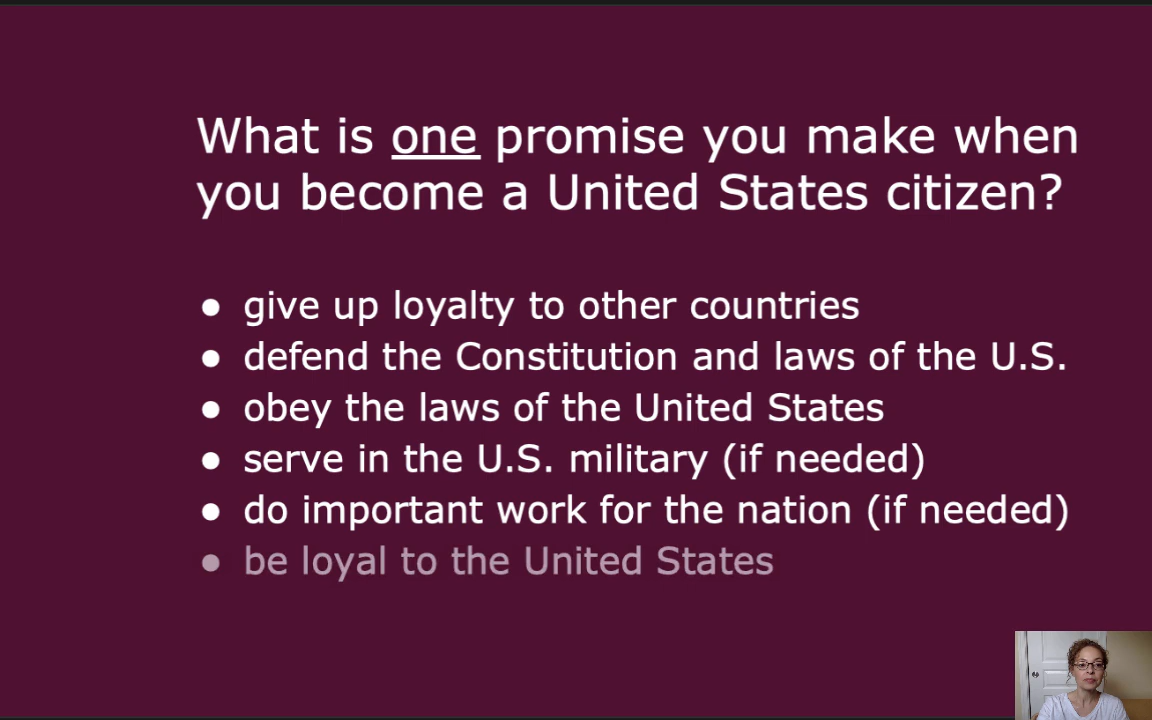 What is one promise you make when
you become a United States citizen?
● give up loyalty to other countries
● defend the Constitution and laws of the U.S.
● obey the laws of the United States
● serve in the U.S. military (if needed)
● do important work for the nation (if needed)
● be loyal to the United States